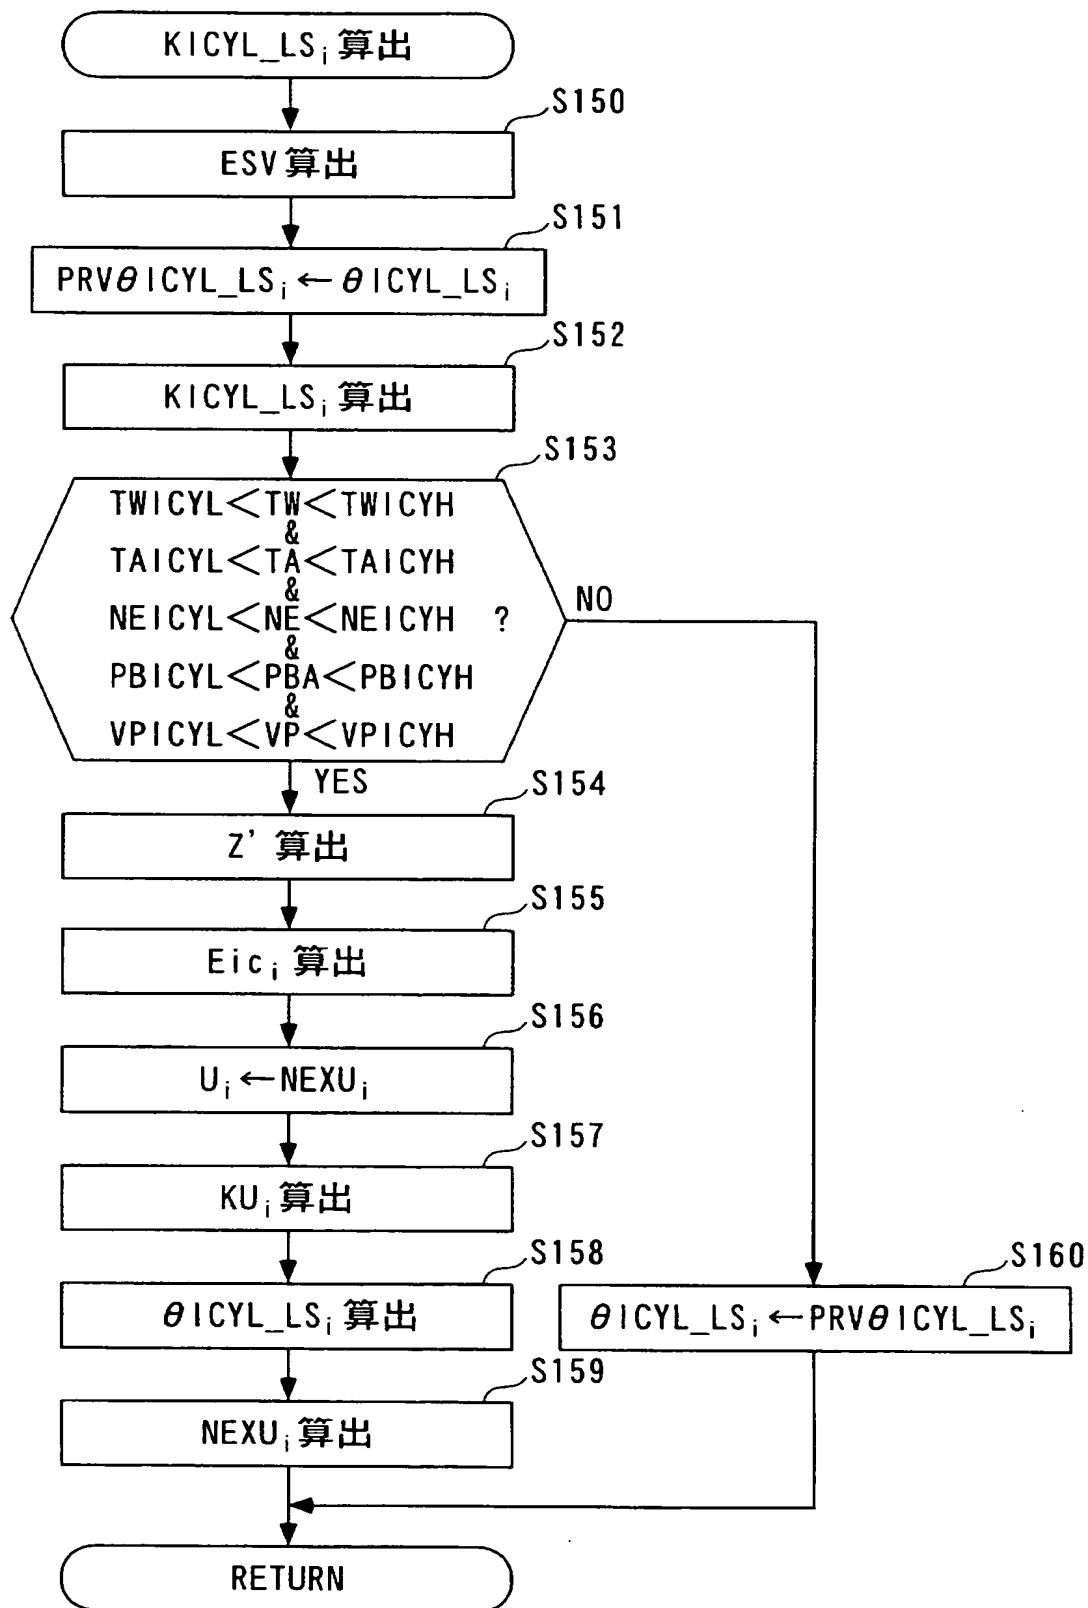 KICYL_LSi 算出
S150
ESV 算出
S151
PRVθICYL_LSi ← θICYL_LSi
S152
KICYL_LSi 算出
S153
TWICYL<TW<TWICYH
&
TAICYL<TA<TAICYH
&
NEICYL<NE<NEICYH ?
&
PBICYL<PBA<PBICYH
&
VPICYL<VP<VPICYH
NO
YES
S154
Z' 算出
S155
Eici 算出
S156
Ui ← NEXUi
S157
KUi 算出
S158
θICYL_LSi 算出
S160
θICYL_LSi ← PRVθICYL_LSi
S159
NEXUi 算出
RETURN